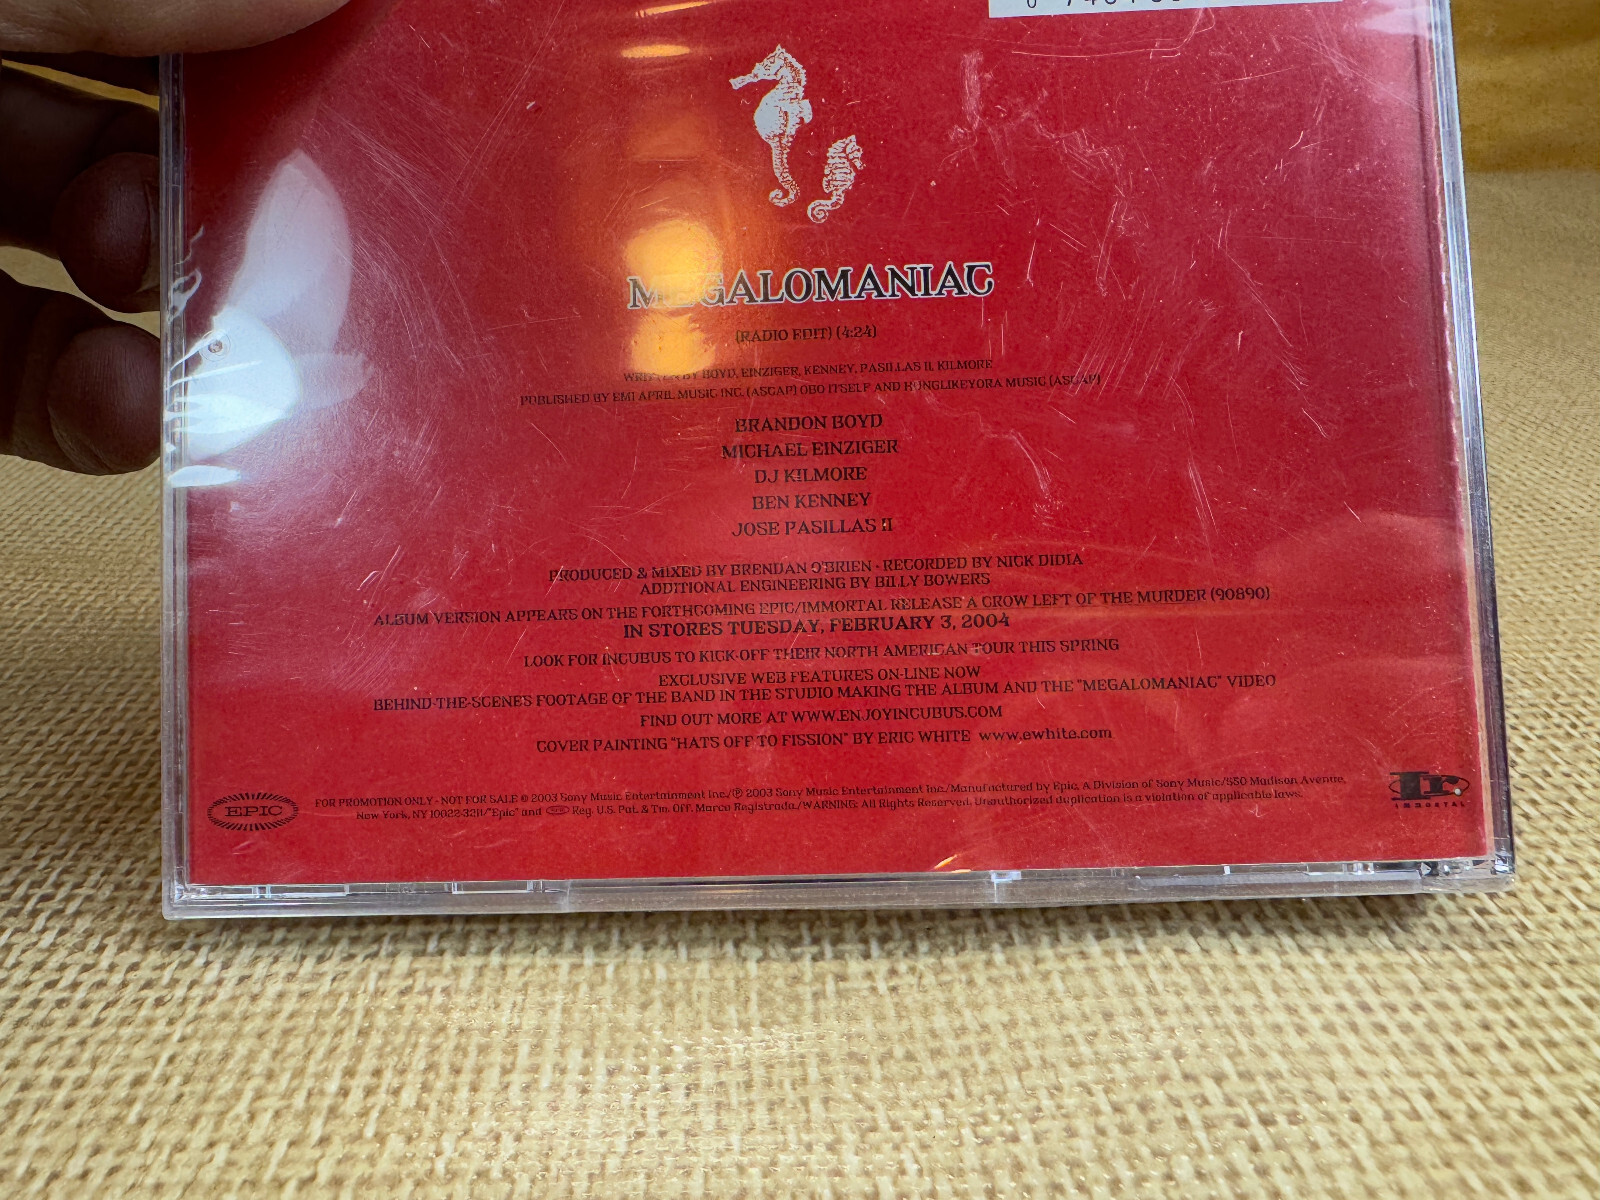 MEGALOMANIAC
(RADIO EDIT) (4:24)
WRITTEN BY BOYD, EINZIGER, KENNEY, PASILLAS II, KILMORE
PUBLISHED BY EMI APRIL MUSIC INC. (ASCAP) OBO ITSELF AND HUNGLIKEYORA MUSIC (ASCAP)
BRANDON BOYD
MICHAEL EINZIGER
DJ KILMORE
BEN KENNEY
JOSE PASILLAS II
PRODUCED & MIXED BY BRENDAN O'BRIEN • RECORDED BY NICK DIDIA
ADDITIONAL ENGINEERING BY BILLY BOWERS
ALBUM VERSION APPEARS ON THE FORTHCOMING EPIC/IMMORTAL RELEASE A CROW LEFT OF THE MURDER (90890)
IN STORES TUESDAY, FEBRUARY 3, 2004
LOOK FOR INCUBUS TO KICK-OFF THEIR NORTH AMERICAN TOUR THIS SPRING
EXCLUSIVE WEB FEATURES ON-LINE NOW
BEHIND-THE-SCENES FOOTAGE OF THE BAND IN THE STUDIO MAKING THE ALBUM AND THE "MEGALOMANIAC" VIDEO
FIND OUT MORE AT WWW.ENJOYINCUBUS.COM
COVER PAINTING "HATS OFF TO FISSION" BY ERIC WHITE www.ewhite.com
EPIC
FOR PROMOTION ONLY - NOT FOR SALE © 2003 Sony Music Entertainment Inc./℗ 2003 Sony Music Entertainment Inc./Manufactured by Epic, A Division of Sony Music/550 Madison Avenue,
New York, NY 10022-3211/"Epic" and Reg. U.S. Pat. & Tm. Off. Marca Registrada/WARNING: All Rights Reserved. Unauthorized duplication is a violation of applicable laws.
IMMORTAL